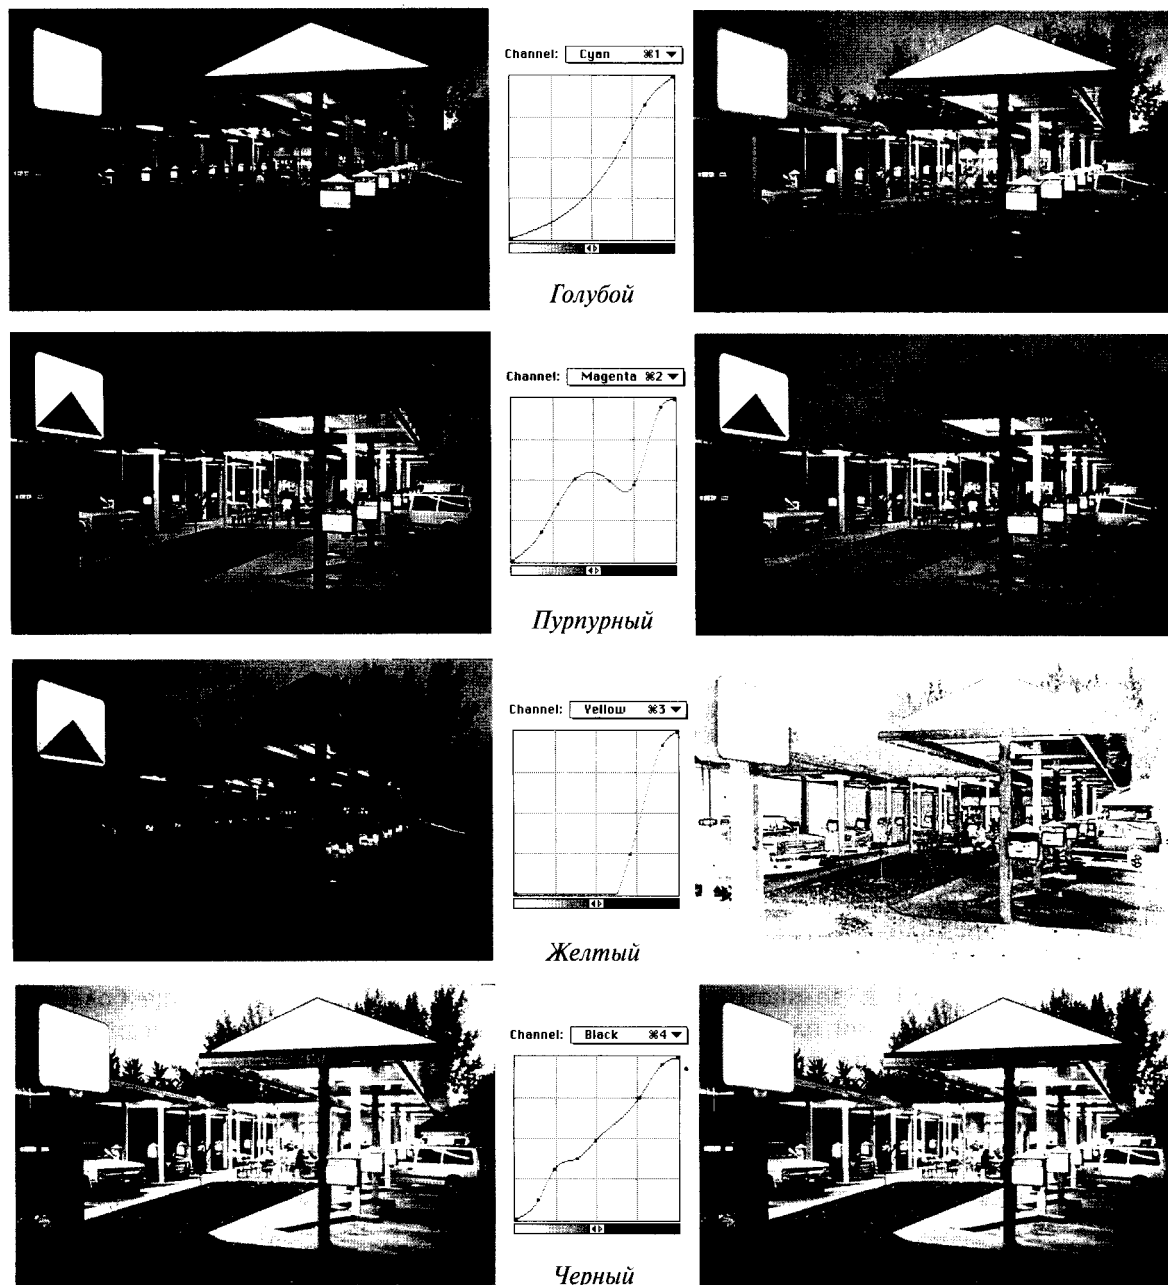 Channel: Cyan ⌘1
Голубой
Channel: Magenta ⌘2
Пурпурный
Channel: Yellow ⌘3
Желтый
Channel: Black ⌘4
Черный